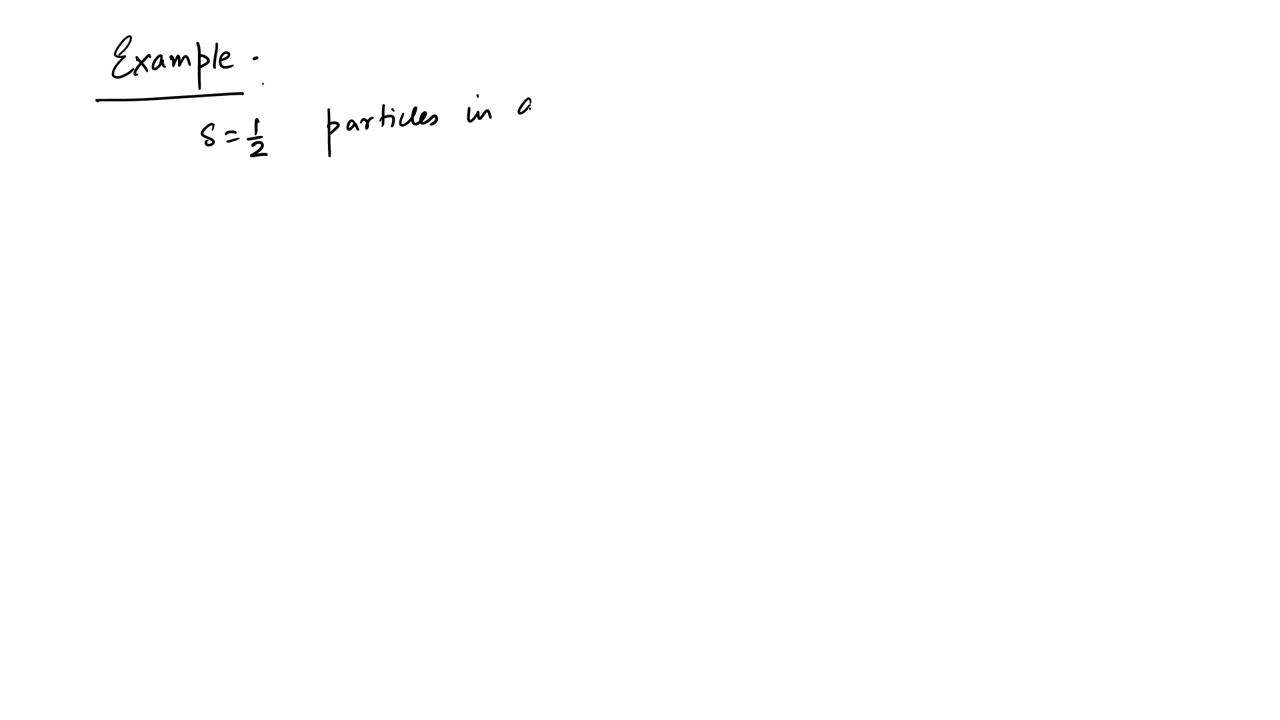 Example .
S = 1/2 particles in a